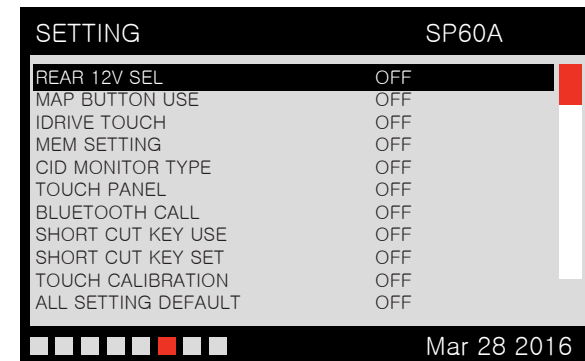 SETTING SP60A
REAR 12V SEL OFF
MAP BUTTON USE OFF
IDRIVE TOUCH OFF
MEM SETTING OFF
CID MONITOR TYPE OFF
TOUCH PANEL OFF
BLUETOOTH CALL OFF
SHORT CUT KEY USE OFF
SHORT CUT KEY SET OFF
TOUCH CALIBRATION OFF
ALL SETTING DEFAULT OFF
Mar 28 2016